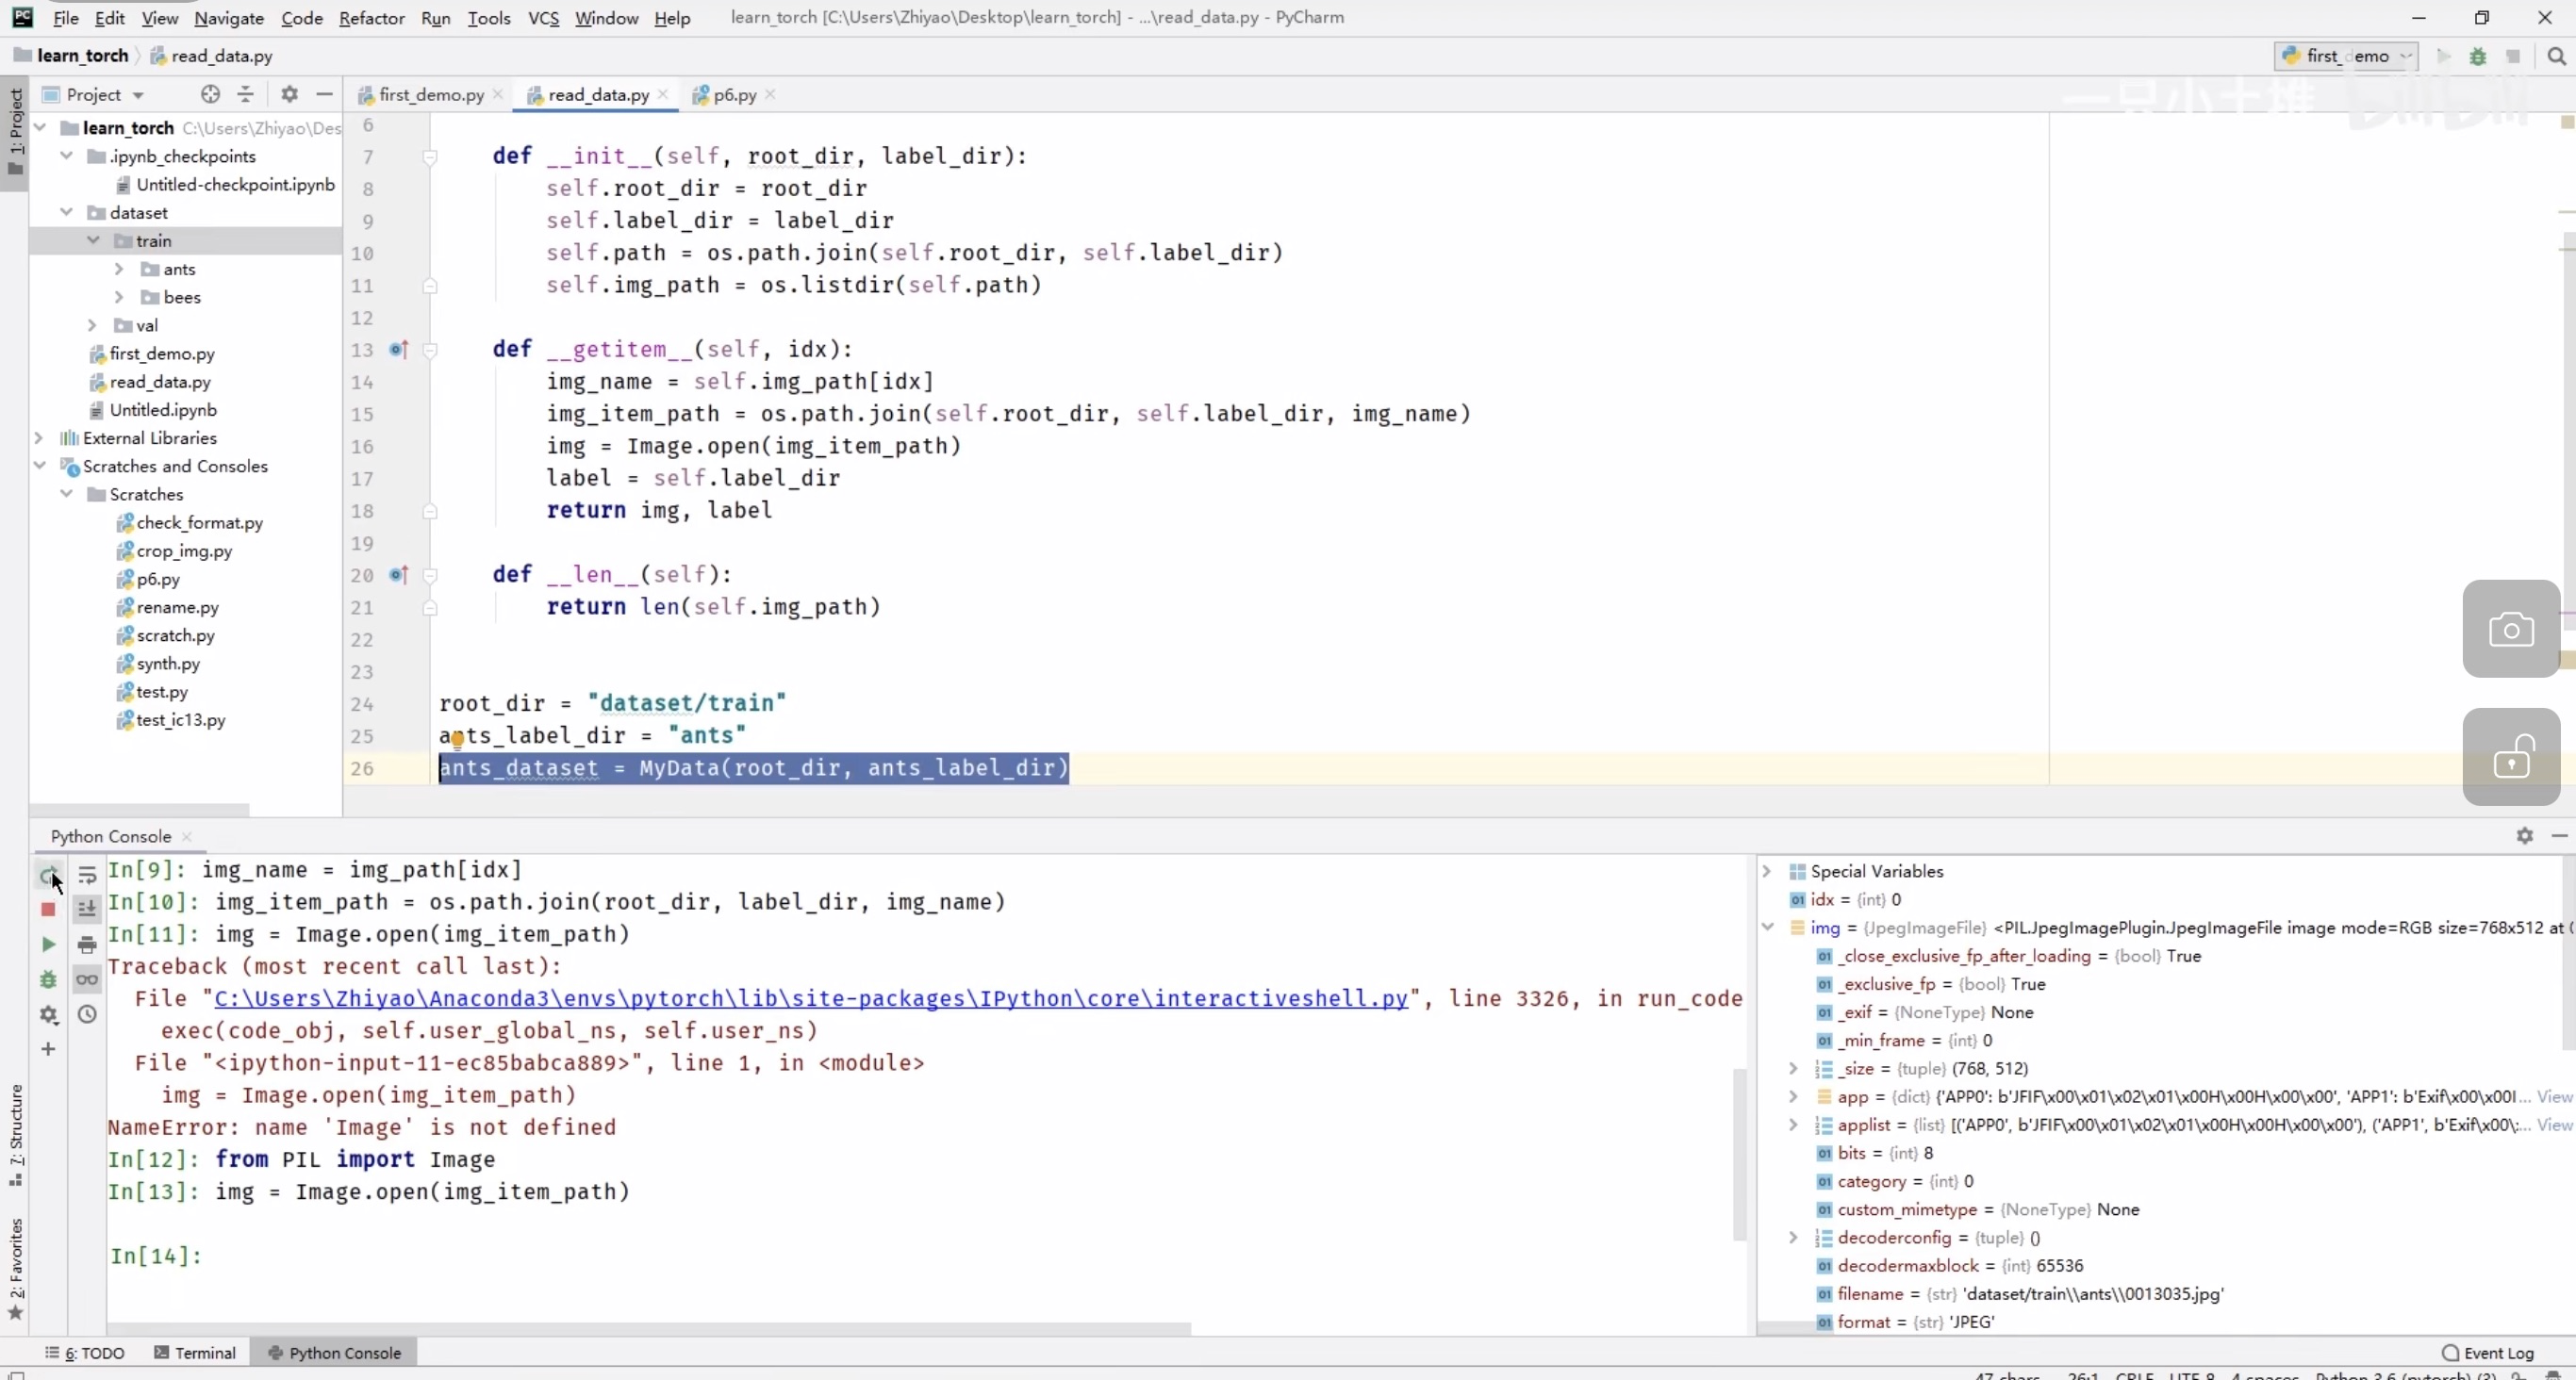 File Edit View Navigate Code Refactor Run Tools VCS Window Help learn_torch [C:\Users\Zhiyao\Desktop\learn_torch] - ...\read_data.py - PyCharm
learn_torch read_data.py
first_demo
Project
first_demo.py
read_data.py
p6.py
1: Project
learn_torch C:\Users\Zhiyao\Des
.ipynb_checkpoints
Untitled-checkpoint.ipynb
dataset
train
ants
bees
val
first_demo.py
read_data.py
Untitled.ipynb
External Libraries
Scratches and Consoles
Scratches
check_format.py
crop_img.py
p6.py
rename.py
scratch.py
synth.py
test.py
test_ic13.py
一只小土堆 bilibili
6
7 def __init__(self, root_dir, label_dir):
8 self.root_dir = root_dir
9 self.label_dir = label_dir
10 self.path = os.path.join(self.root_dir, self.label_dir)
11 self.img_path = os.listdir(self.path)
12
13 def __getitem__(self, idx):
14 img_name = self.img_path[idx]
15 img_item_path = os.path.join(self.root_dir, self.label_dir, img_name)
16 img = Image.open(img_item_path)
17 label = self.label_dir
18 return img, label
19
20 def __len__(self):
21 return len(self.img_path)
22
23
24 root_dir = "dataset/train"
25 ants_label_dir = "ants"
26 ants_dataset = MyData(root_dir, ants_label_dir)
Python Console
In[9]: img_name = img_path[idx]
In[10]: img_item_path = os.path.join(root_dir, label_dir, img_name)
In[11]: img = Image.open(img_item_path)
Traceback (most recent call last):
File "C:\Users\Zhiyao\Anaconda3\envs\pytorch\lib\site-packages\IPython\core\interactiveshell.py", line 3326, in run_code
exec(code_obj, self.user_global_ns, self.user_ns)
File "<ipython-input-11-ec85babca889>", line 1, in <module>
img = Image.open(img_item_path)
NameError: name 'Image' is not defined
In[12]: from PIL import Image
In[13]: img = Image.open(img_item_path)
In[14]:
Special Variables
idx = {int} 0
img = {JpegImageFile} <PIL.JpegImagePlugin.JpegImageFile image mode=RGB size=768x512 at
_close_exclusive_fp_after_loading = {bool} True
_exclusive_fp = {bool} True
_exif = {NoneType} None
_min_frame = {int} 0
_size = {tuple} (768, 512)
app = {dict} {'APP0': b'JFIF\x00\x01\x02\x01\x00H\x00H\x00\x00', 'APP1': b'Exif\x00\x00I... View
applist = {list} [('APP0', b'JFIF\x00\x01\x02\x01\x00H\x00H\x00\x00'), ('APP1', b'Exif\x00\:... View
bits = {int} 8
category = {int} 0
custom_mimetype = {NoneType} None
decoderconfig = {tuple} ()
decodermaxblock = {int} 65536
filename = {str} 'dataset/train\\ants\\0013035.jpg'
format = {str} 'JPEG'
7: Structure
2: Favorites
6: TODO Terminal Python Console Event Log
47 chars 26:1 CRLF UTF-8 4 spaces Python 3.6 (pytorch) (3)